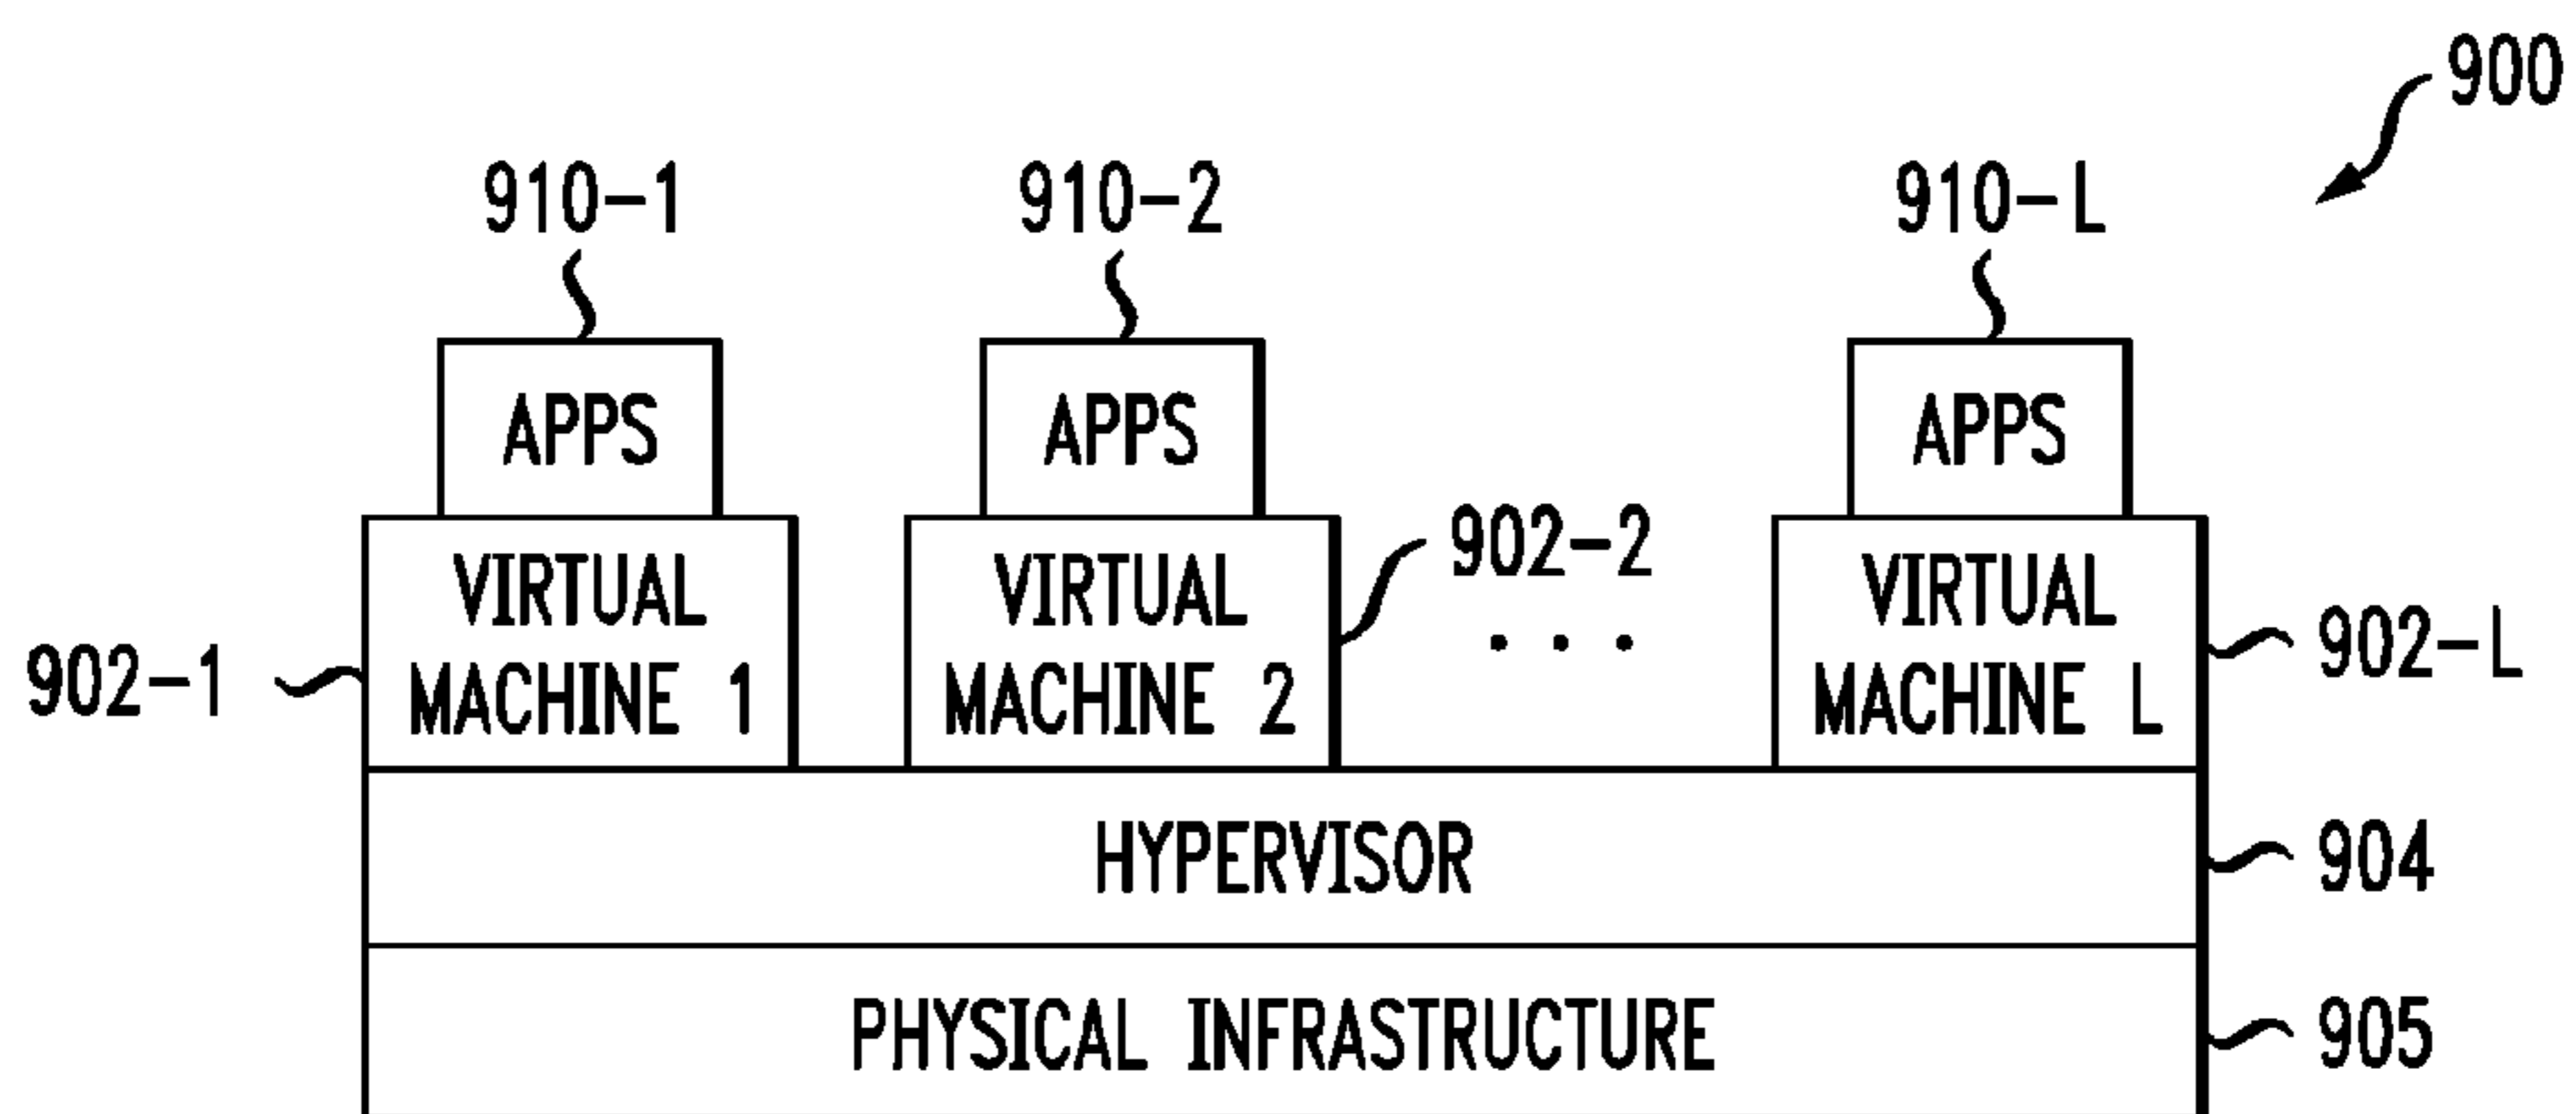 900
910-1
910-2
910-L
APPS
APPS
APPS
902-1
VIRTUAL
MACHINE 1
VIRTUAL
MACHINE 2
902-2
. . .
VIRTUAL
MACHINE L
902-L
HYPERVISOR
904
PHYSICAL INFRASTRUCTURE
905